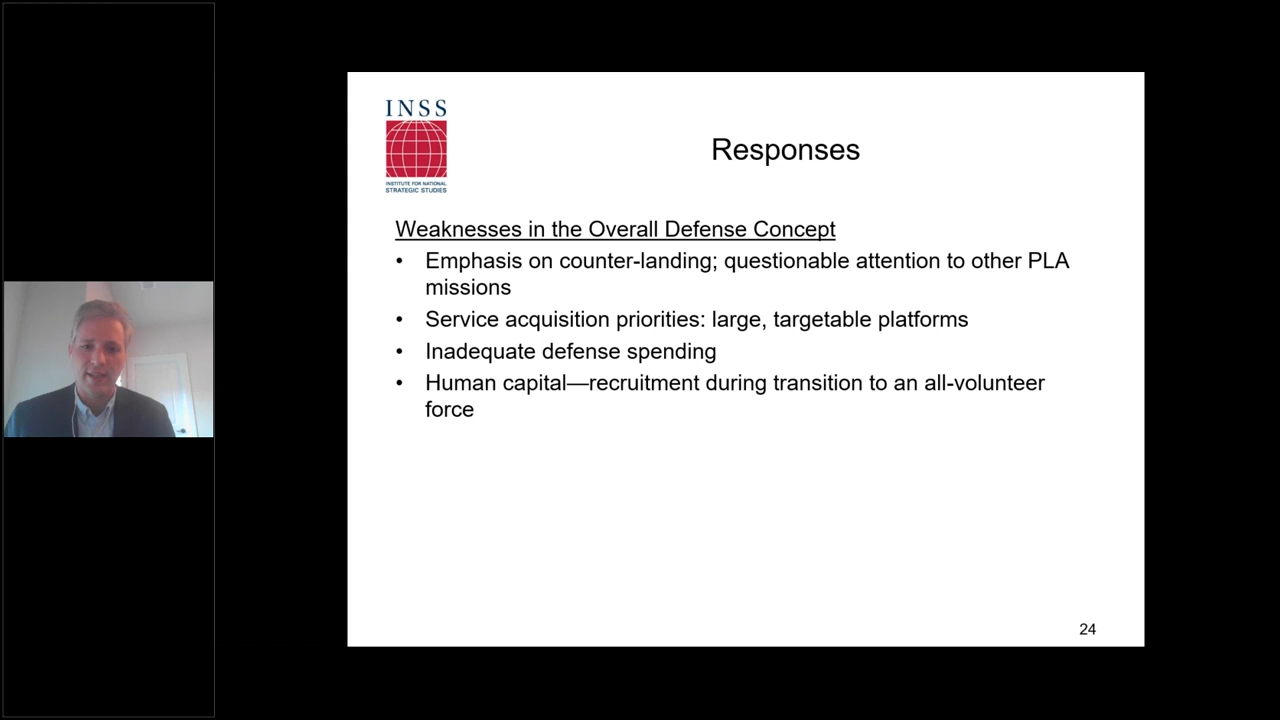 INSS
INSTITUTE FOR NATIONAL
STRATEGIC STUDIES
Responses
Weaknesses in the Overall Defense Concept
• Emphasis on counter-landing; questionable attention to other PLA
missions
• Service acquisition priorities: large, targetable platforms
• Inadequate defense spending
• Human capital—recruitment during transition to an all-volunteer
force
24